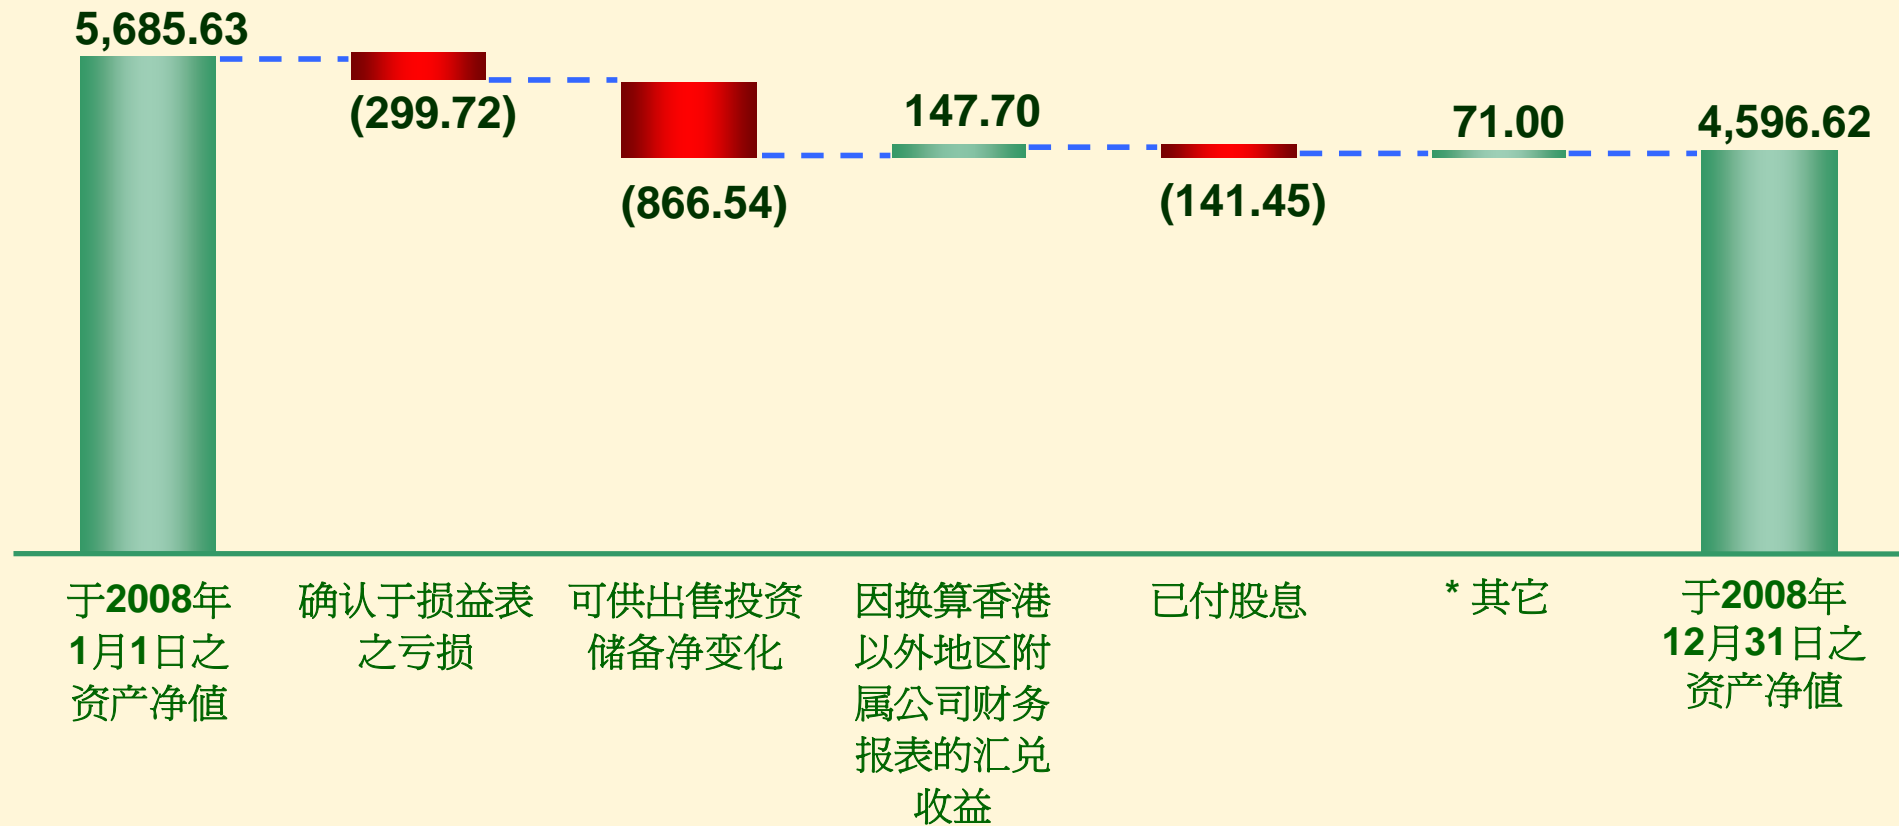 5,685.63
(299.72)
(866.54)
147.70
(141.45)
71.00
4,596.62
于2008年
1月1日之
资产净值
确认于损益表
之亏损
可供出售投资
储备净变化
因换算香港
以外地区附
属公司财务
报表的汇兑
收益
已付股息
* 其它
于2008年
12月31日之
资产净值